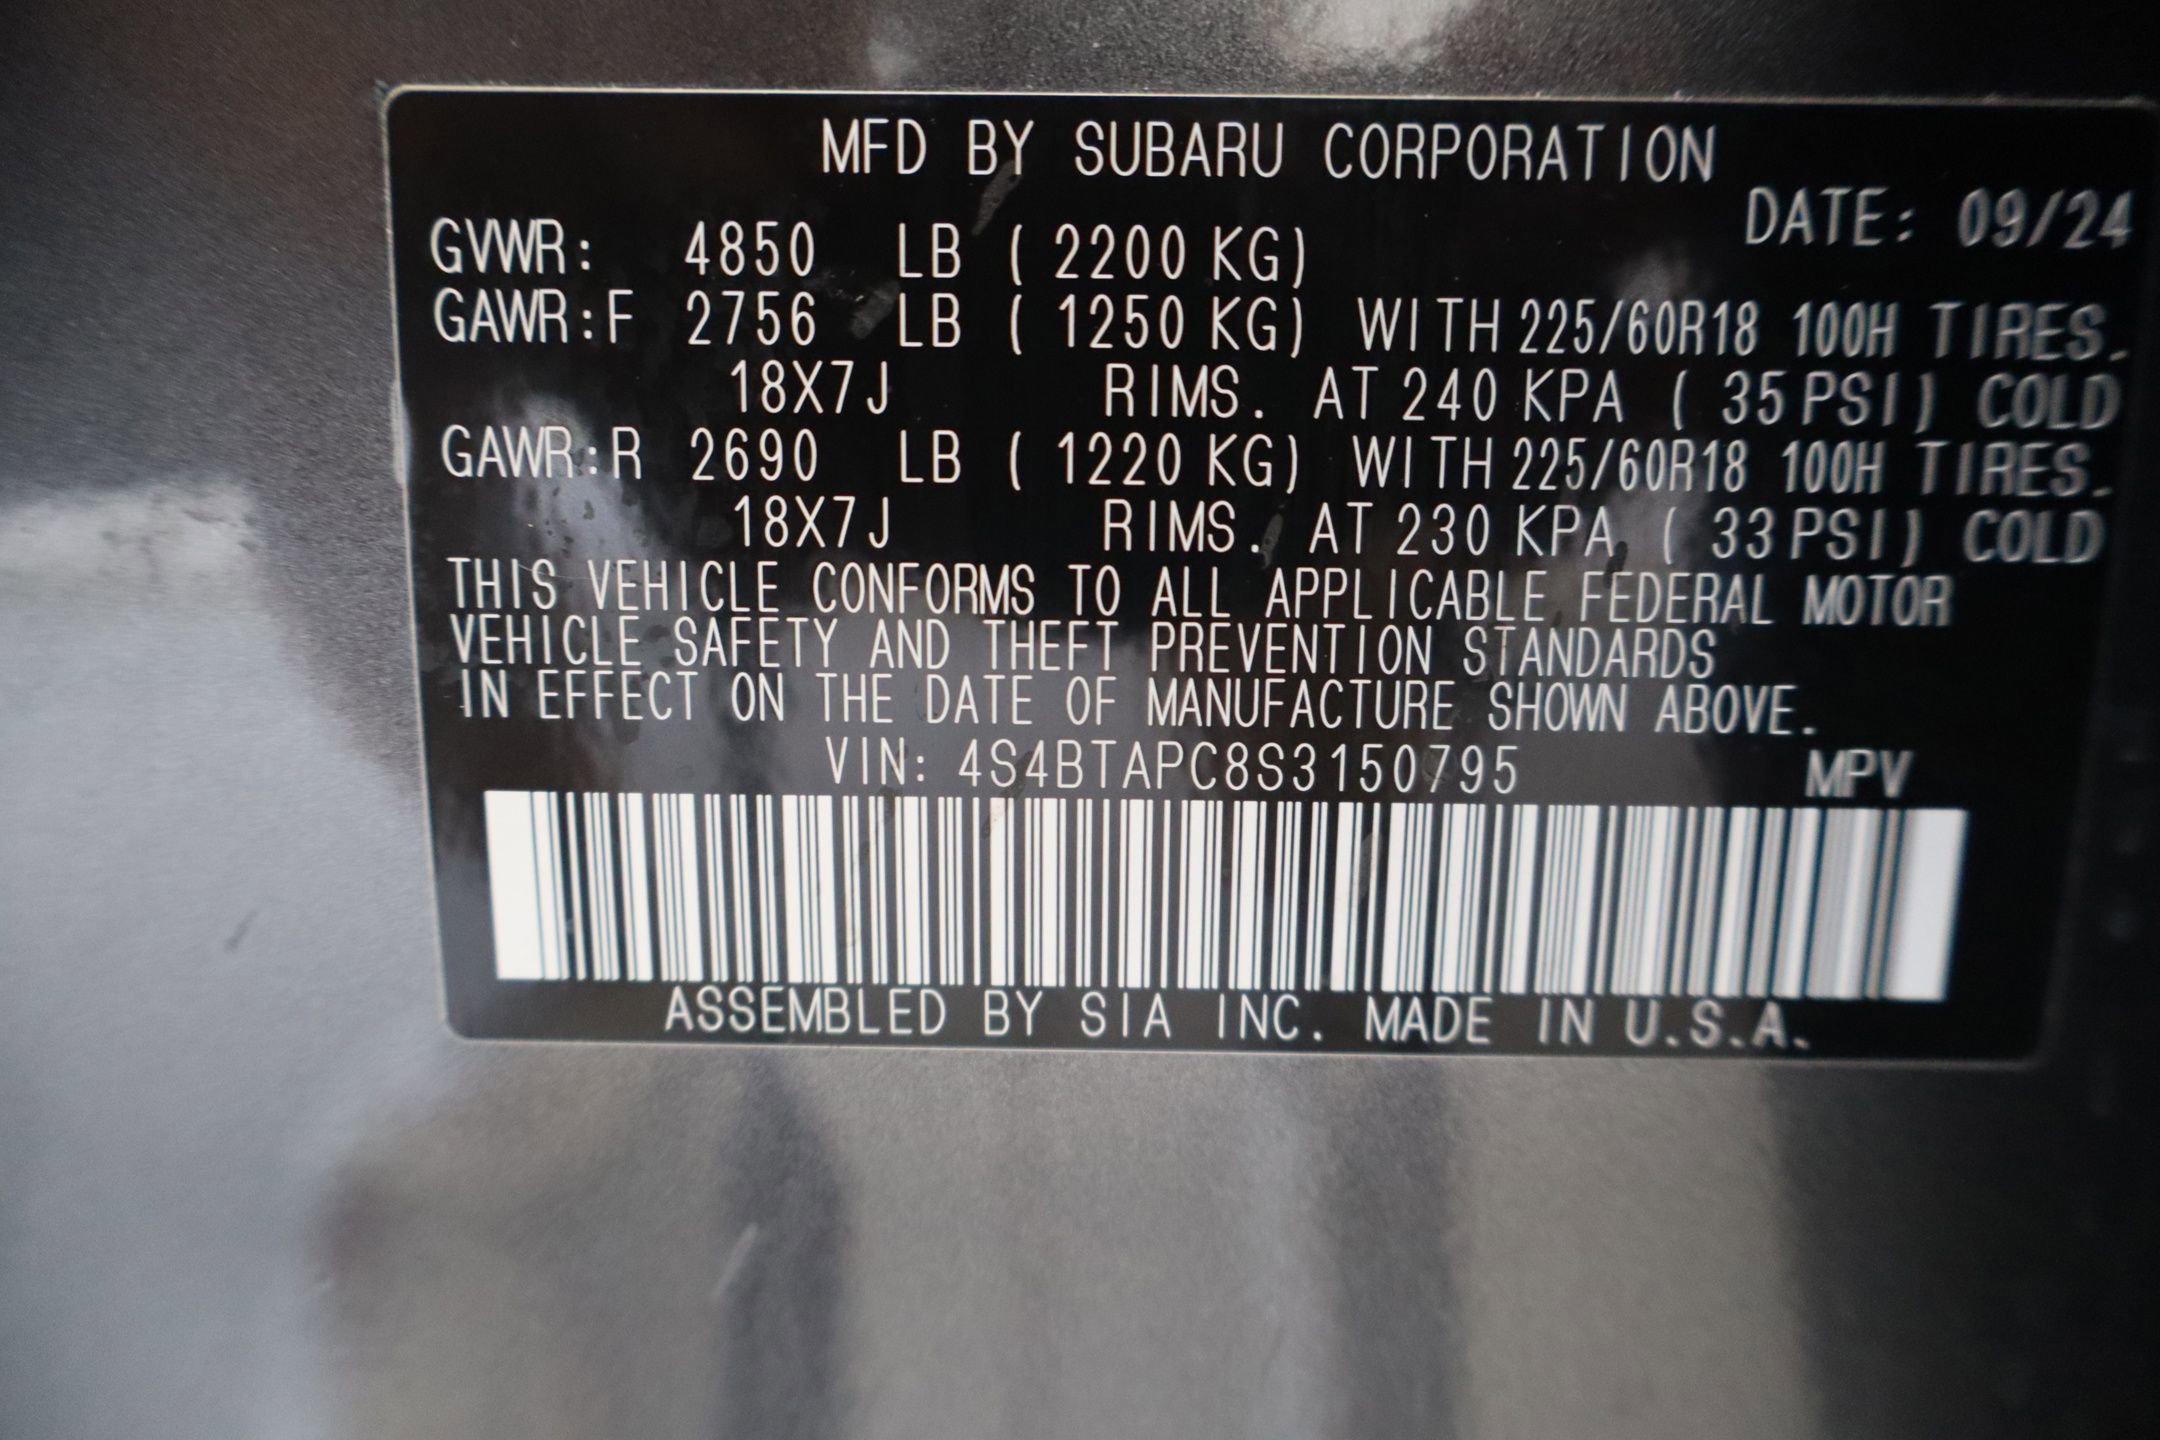 MFD BY SUBARU CORPORATION
DATE: 09/24
GVWR: 4850 LB ( 2200 KG)
GAWR:F 2756 LB ( 1250 KG) WITH 225/60R18 100H TIRES.
18X7J RIMS. AT 240 KPA ( 35 PSI) COLD
GAWR:R 2690 LB ( 1220 KG) WITH 225/60R18 100H TIRES.
18X7J RIMS. AT 230 KPA ( 33 PSI) COLD
THIS VEHICLE CONFORMS TO ALL APPLICABLE FEDERAL MOTOR
VEHICLE SAFETY AND THEFT PREVENTION STANDARDS
IN EFFECT ON THE DATE OF MANUFACTURE SHOWN ABOVE.
VIN: 4S4BTAPC8S3150795 MPV
ASSEMBLED BY SIA INC. MADE IN U.S.A.